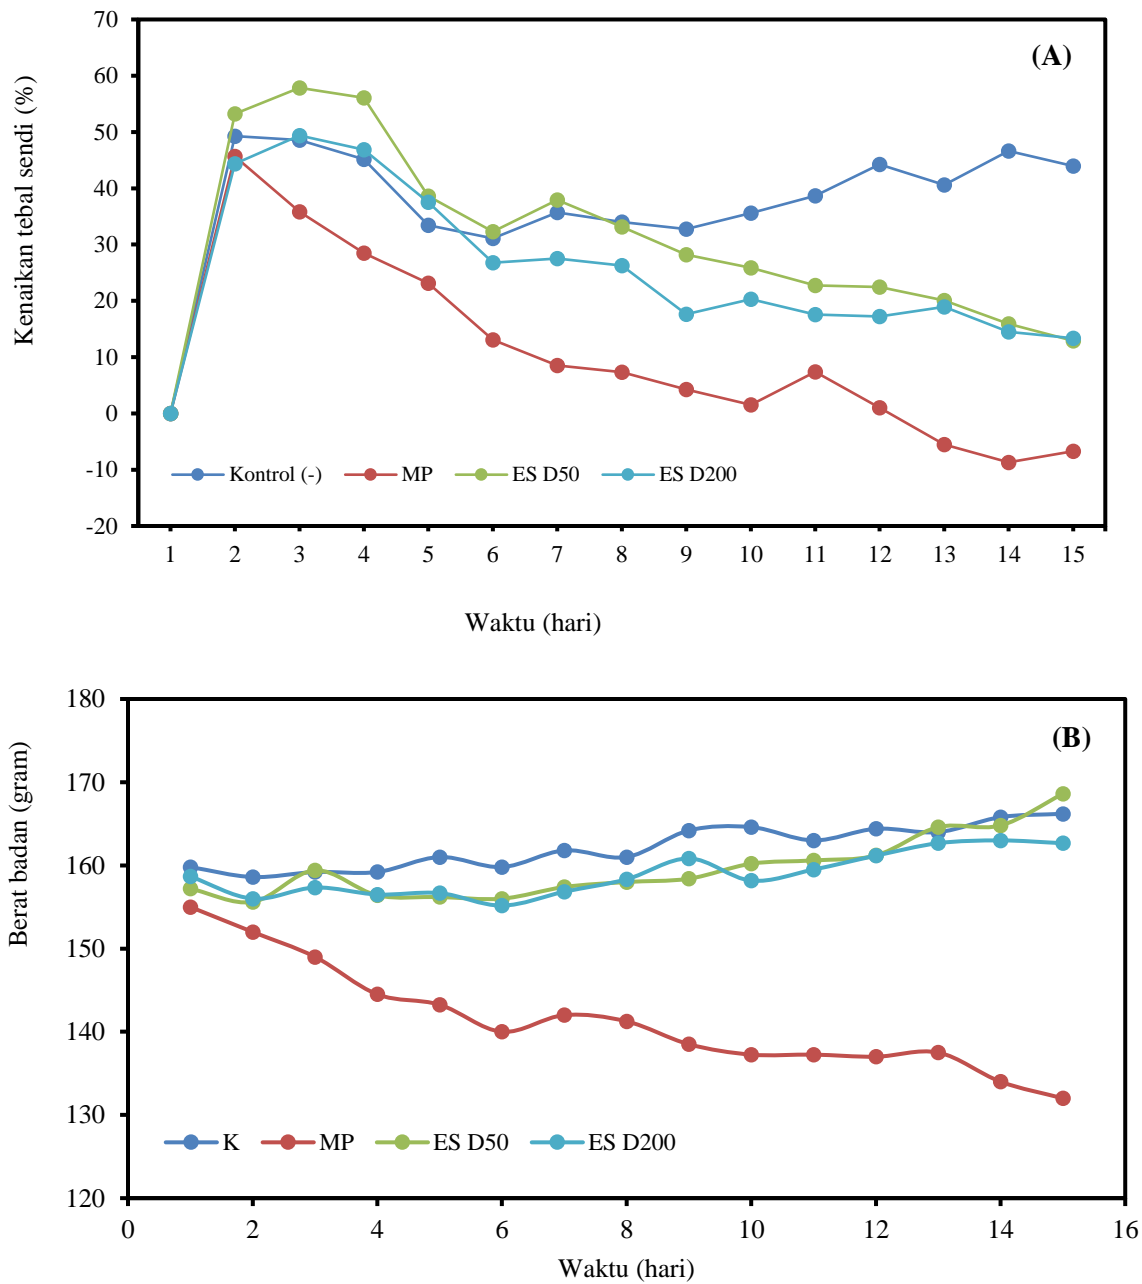 (A)
Kenaikan tebal sendi (%)
70
60
50
40
30
20
10
0
-10
-20
Kontrol (-) MP ES D50 ES D200
1 2 3 4 5 6 7 8 9 10 11 12 13 14 15
Waktu (hari)
(B)
Berat badan (gram)
180
170
160
150
140
130
120
K MP ES D50 ES D200
0 2 4 6 8 10 12 14 16
Waktu (hari)